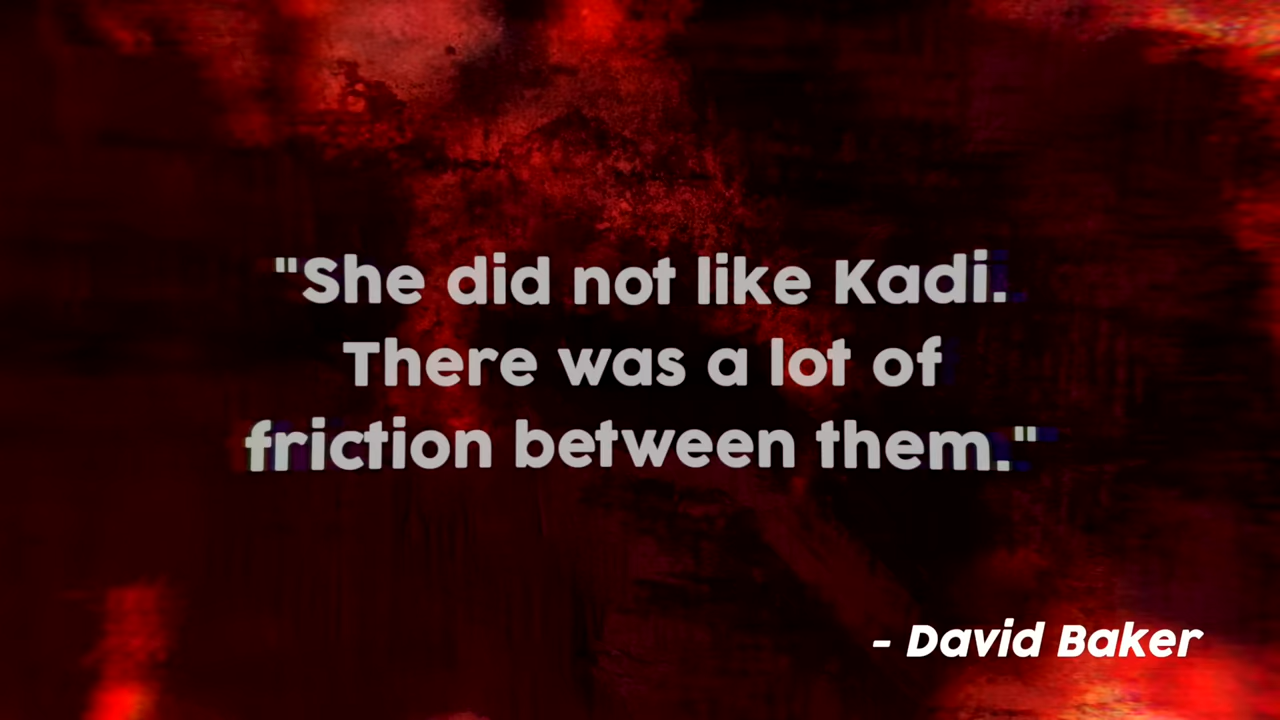 "She did not like Kadi.
There was a lot of
friction between them."
- David Baker